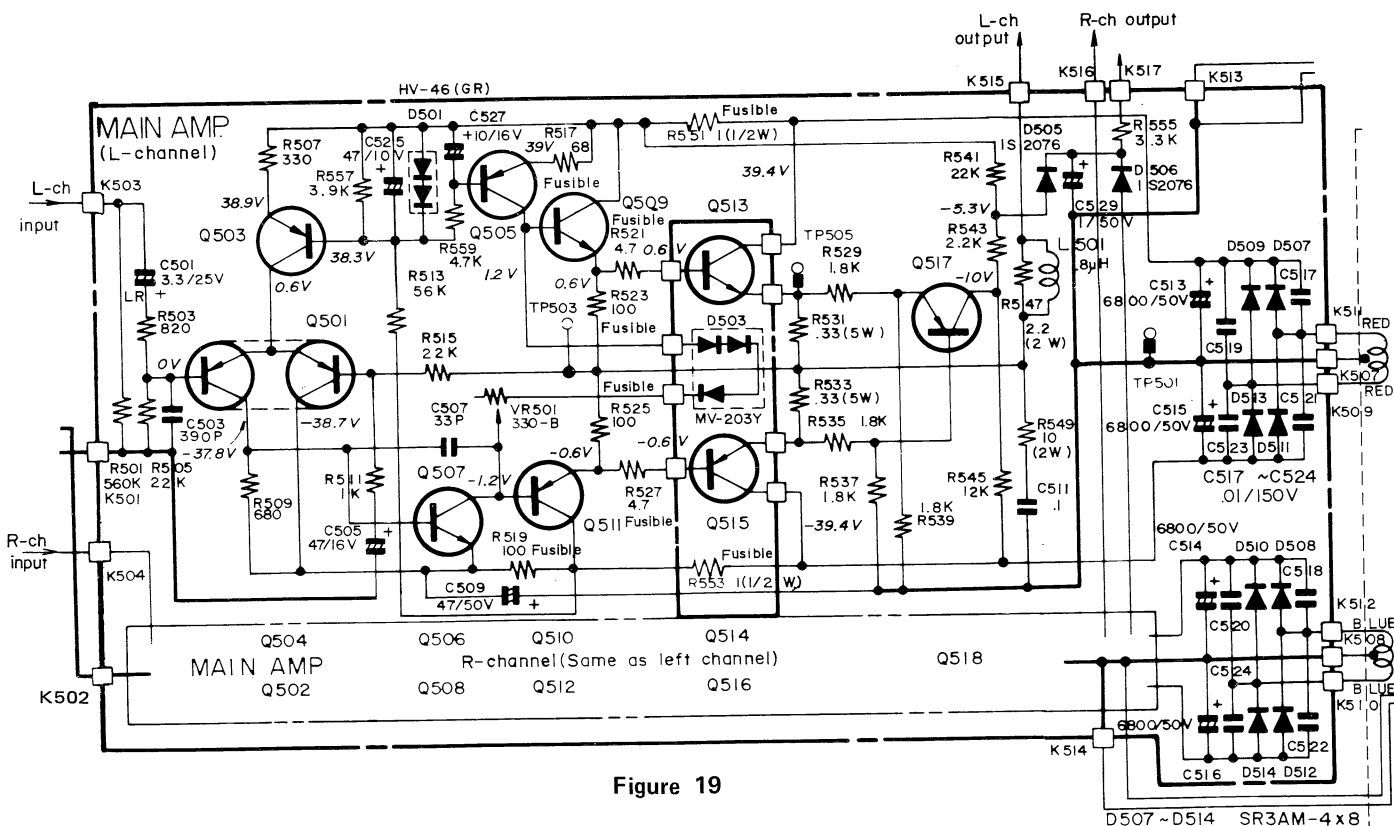 L-ch
output
R-ch output
K515
K516
K517
K513
HV-46 (GR)
MAIN AMP.
(L-channel)
R507
330
C525
47/10V
+
D501
C527
+10/16V
R517
68
39V
Fusible
R551
1(1/2W)
Fusible
39.4V
D505
1S2076
R555
3.3K
D506
1S2076
R541
22K
-5.3V
C529
1/50V
R557
3.9K
K503
L-ch
input
38.9V
Q503
38.3V
R559
4.7K
Q505
Q509
Fusible
R521
4.7
0.6V
Q513
TP505
R529
1.8K
Q517
R543
2.2K
-10V
L501
.8µH
D509
D507
C501
3.3/25V
LR
+
0.6V
R513
56K
1.2V
0.6V
TP503
R523
100
R547
2.2
(2W)
C513
6800/50V
+
C517
K511
RED
R503
820
Q501
R515
22K
Fusible
D503
R531
.33(5W)
C519
K507
RED
0V
Fusible
TP501
C503
390P
-37.8V
-38.7V
C507
33P
VR501
330-B
R525
100
MV-203Y
R533
.33(5W)
R535
1.8K
R549
10
(2W)
C515
6800/50V
+
D513
C521
K509
C523
D511
R501
560K
K501
R505
22K
R511
1K
R509
680
Q507
-1.2V
-0.6V
-0.6V
R527
4.7
Q515
R537
1.8K
1.8K
R539
R545
12K
C511
.1
C517 ~C524
.01/150V
C505
47/16V
+
R519
100
Fusible
Q511
Fusible
-39.4V
R-ch
input
K504
C509
47/50V
+
Fusible
R553
1(1/2 W)
6800/50V
C514
D510
D508
C518
+
K512
BLUE
Q504
Q506
Q510
Q514
C520
K508
MAIN AMP
R-channel(Same as left channel)
Q518
C524
Q502
Q508
Q512
Q516
K502
BLUE
K510
6800/50V
+
C522
K514
C516
D514
D512
Figure 19
D507~D514
SR3AM-4x8